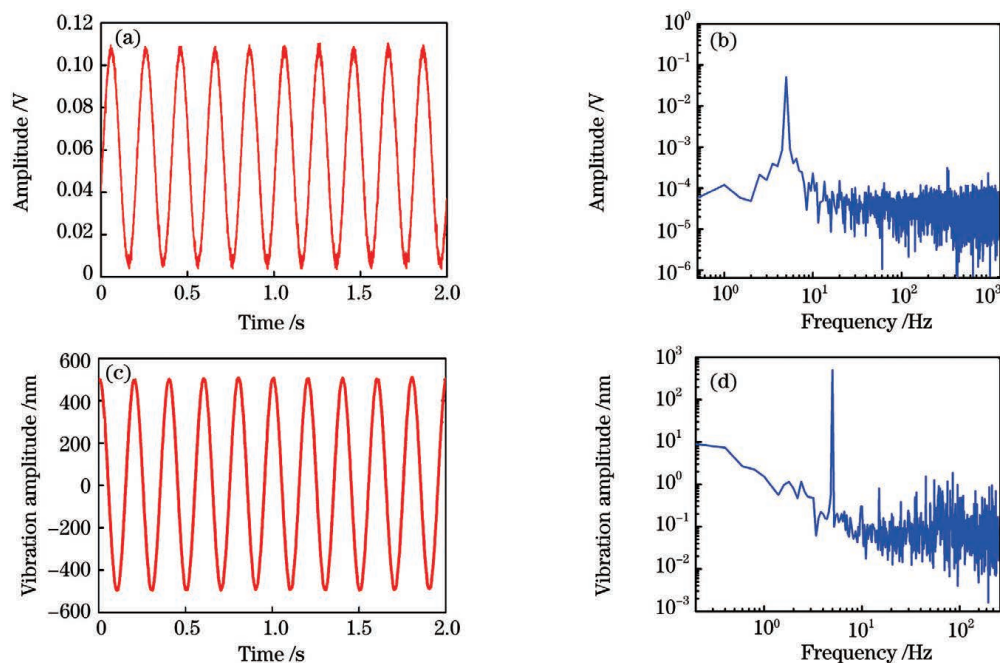 (a)
0.12
0.10
0.08
0.06
0.04
0.02
0
0 0.5 1.0 1.5 2.0
Time /s
Amplitude /V
(b)
10⁰
10⁻¹
10⁻²
10⁻³
10⁻⁴
10⁻⁵
10⁻⁶
10⁰ 10¹ 10² 10³
Frequency /Hz
Amplitude /V
(c)
600
400
200
0
−200
−400
−600
0 0.5 1.0 1.5 2.0
Time /s
Vibration amplitude /nm
(d)
10³
10²
10¹
10⁰
10⁻¹
10⁻²
10⁻³
10⁰ 10¹ 10²
Frequency /Hz
Vibration amplitude /nm